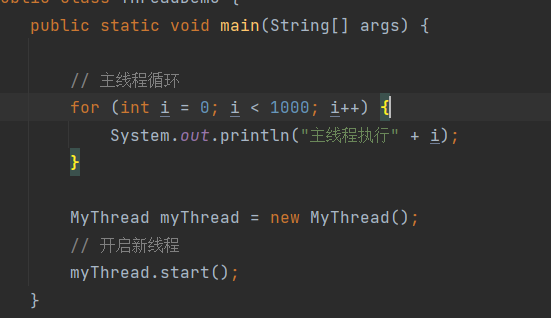 public class ThreadDemo {
public static void main(String[] args) {
// 主线程循环
for (int i = 0; i < 1000; i++) {
System.out.println("主线程执行" + i);
}
MyThread myThread = new MyThread();
// 开启新线程
myThread.start();
}